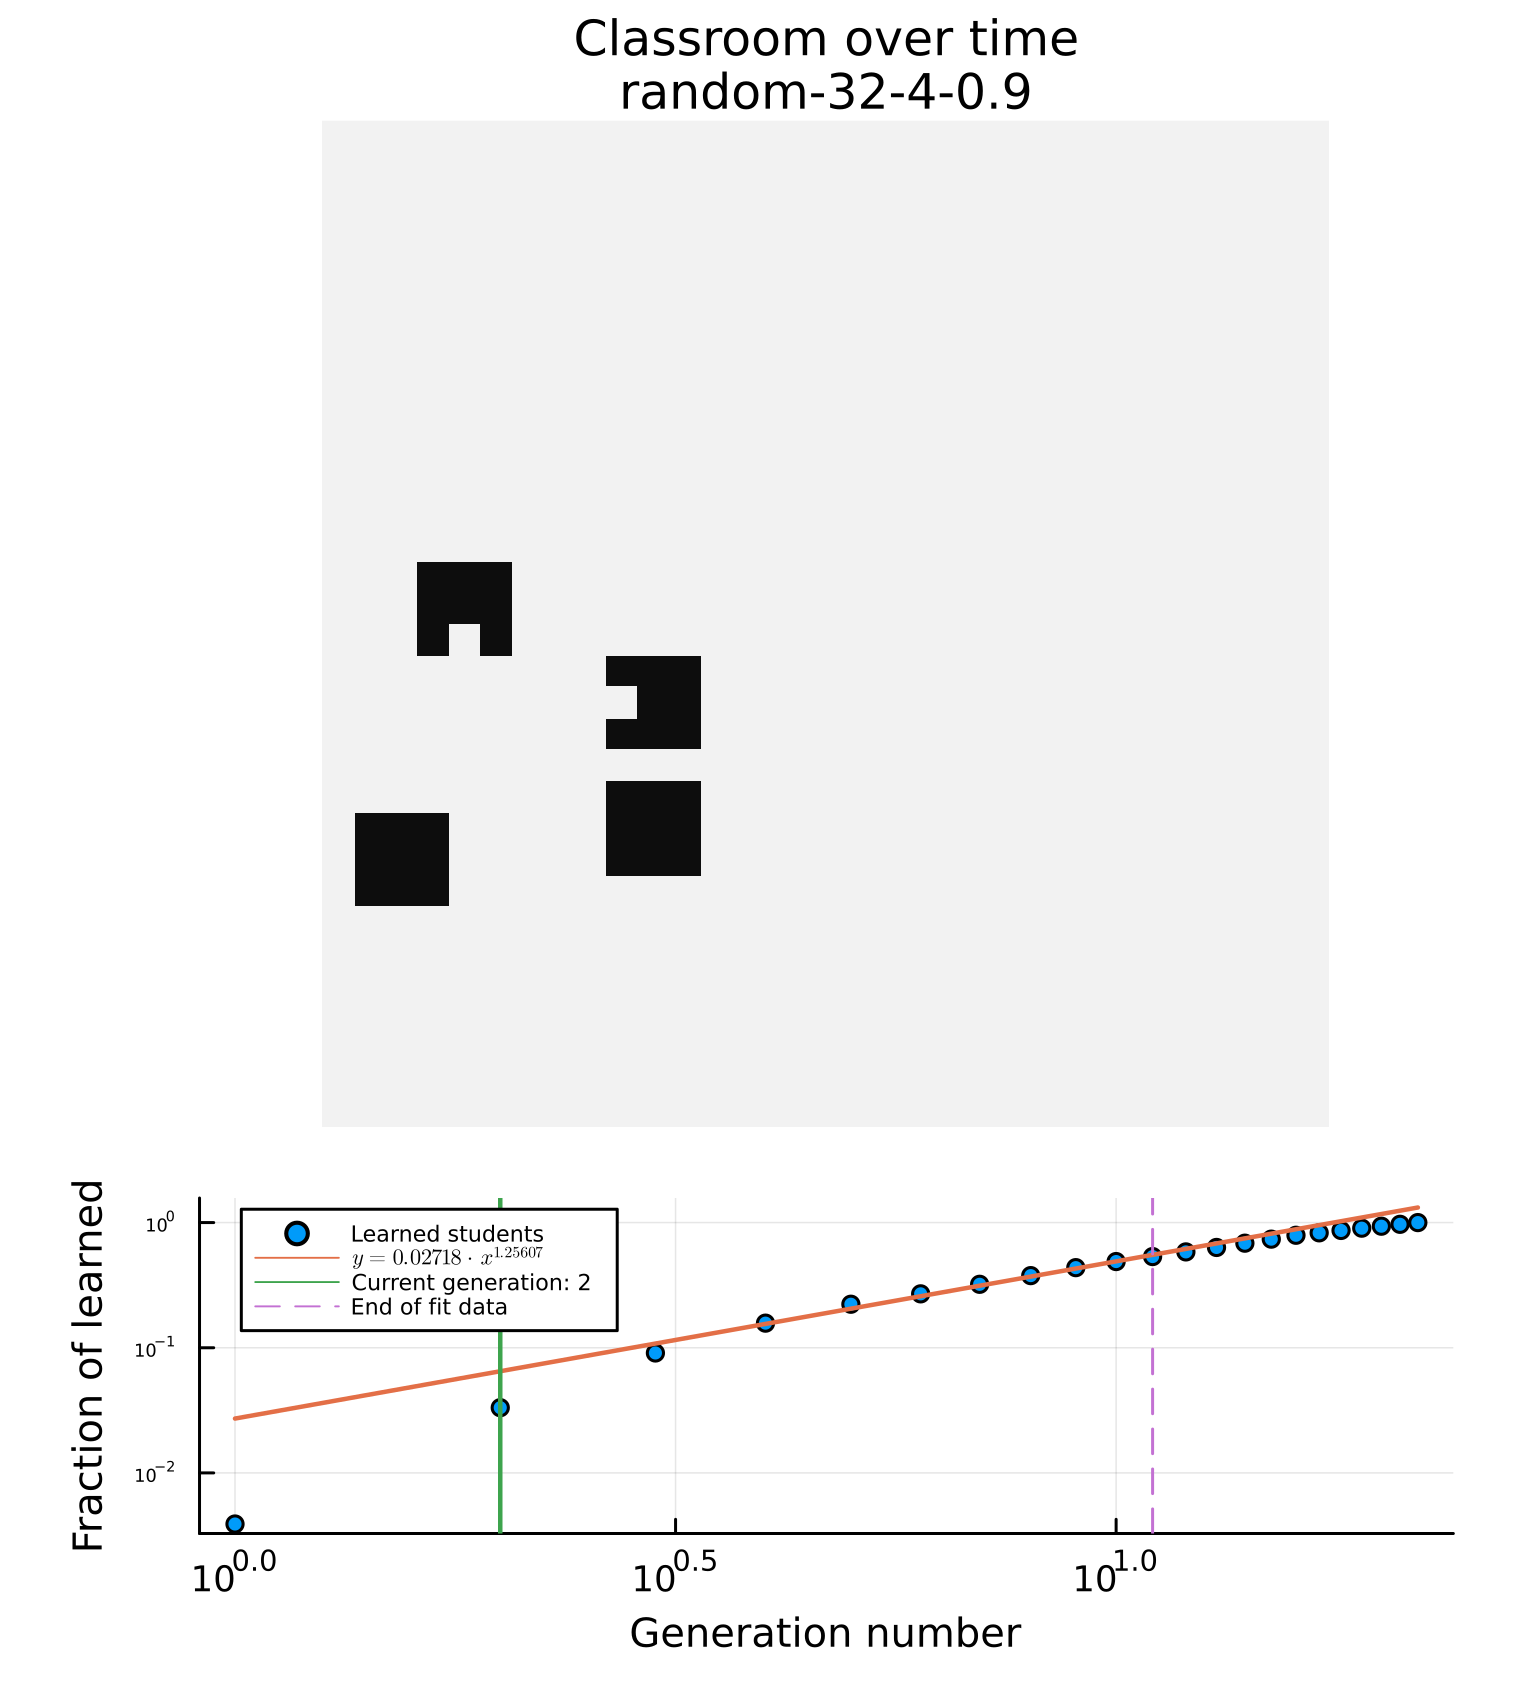 Classroom over time
random-32-4-0.9
Fraction of learned
10^0
10^−1
10^−2
Learned students
y = 0.02718 · x^1.25607
Current generation: 2
End of fit data
10^0.0 10^0.5 10^1.0
Generation number